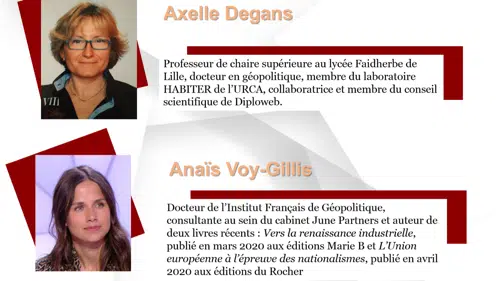 Axelle Degans
Professeur de chaire supérieure au lycée Faidherbe de
Lille, docteur en géopolitique, membre du laboratoire
HABITER de l'URCA, collaboratrice et membre du conseil
scientifique de Diploweb.
Anaïs Voy-Gillis
Docteur de l'Institut Français de Géopolitique,
consultante au sein du cabinet June Partners et auteur de
deux livres récents : Vers la renaissance industrielle,
publié en mars 2020 aux éditions Marie B et L'Union
européenne à l'épreuve des nationalismes, publié en avril
2020 aux éditions du Rocher